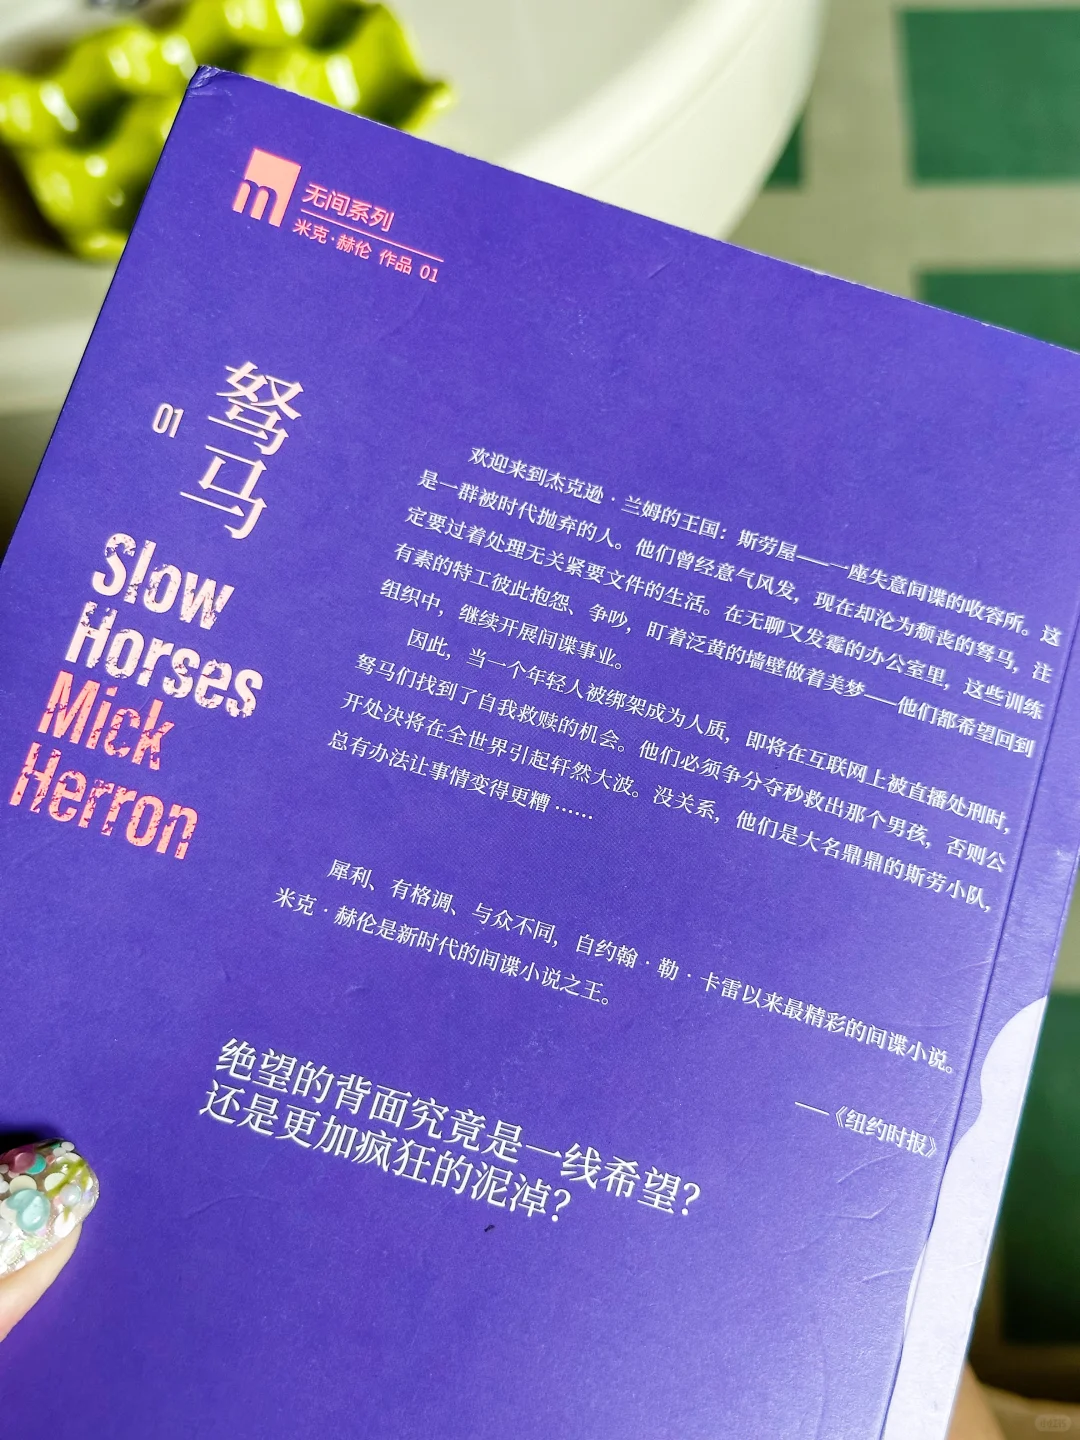 m
无间系列
米克·赫伦 作品 01
01
驽马
Slow
Horses
Mick
Herron
欢迎来到杰克逊·兰姆的王国：斯劳屋——一座失意间谍的收容所。这
是一群被时代抛弃的人。他们曾经意气风发，现在却沦为颓丧的驽马，注
定要过着处理无关紧要文件的生活。在无聊又发霉的办公室里，这些训练
有素的特工彼此抱怨、争吵，盯着泛黄的墙壁做着美梦——他们都希望回到
组织中，继续开展间谍事业。
因此，当一个年轻人被绑架成为人质，即将在互联网上被直播处刑时，
驽马们找到了自我救赎的机会。他们必须争分夺秒救出那个男孩，否则公
开处决将在全世界引起轩然大波。没关系，他们是大名鼎鼎的斯劳小队，
总有办法让事情变得更糟……
犀利、有格调、与众不同，自约翰·勒·卡雷以来最精彩的间谍小说。
米克·赫伦是新时代的间谍小说之王。
——《纽约时报》
绝望的背面究竟是一线希望？
还是更加疯狂的泥淖？